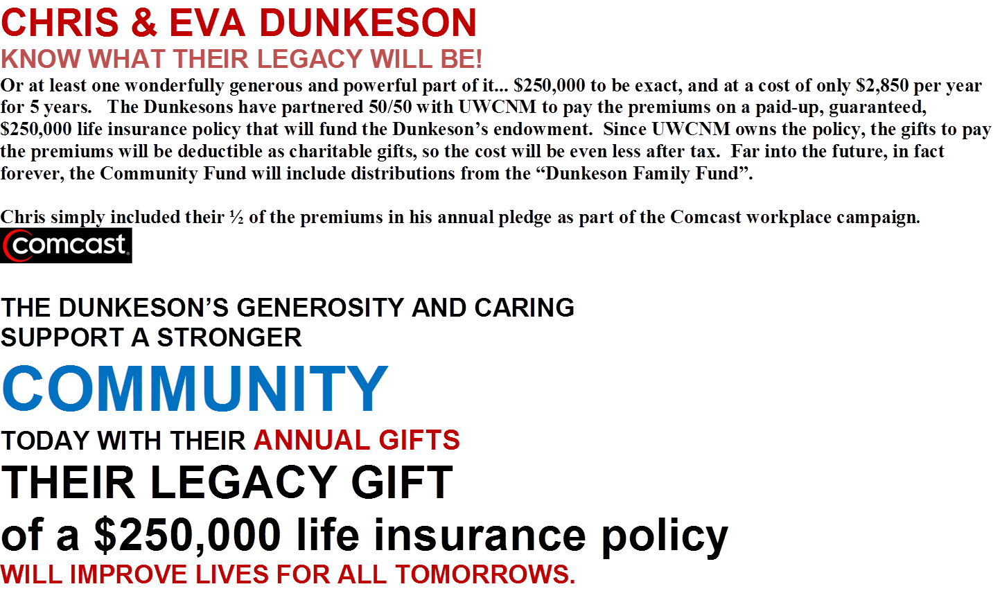 CHRIS & EVA DUNKESON
KNOW WHAT THEIR LEGACY WILL BE!
Or at least one wonderfully generous and powerful part of it... $250,000 to be exact, and at a cost of only $2,850 per year
for 5 years.   The Dunkesons have partnered 50/50 with UWCNM to pay the premiums on a paid-up, guaranteed,
$250,000 life insurance policy that will fund the Dunkeson’s endowment.  Since UWCNM owns the policy, the gifts to pay
the premiums will be deductible as charitable gifts, so the cost will be even less after tax.  Far into the future, in fact
forever, the Community Fund will include distributions from the “Dunkeson Family Fund”.
Chris simply included their ½ of the premiums in his annual pledge as part of the Comcast workplace campaign.
comcast®
THE DUNKESON’S GENEROSITY AND CARING
SUPPORT A STRONGER
COMMUNITY
TODAY WITH THEIR ANNUAL GIFTS
THEIR LEGACY GIFT
of a $250,000 life insurance policy
WILL IMPROVE LIVES FOR ALL TOMORROWS.